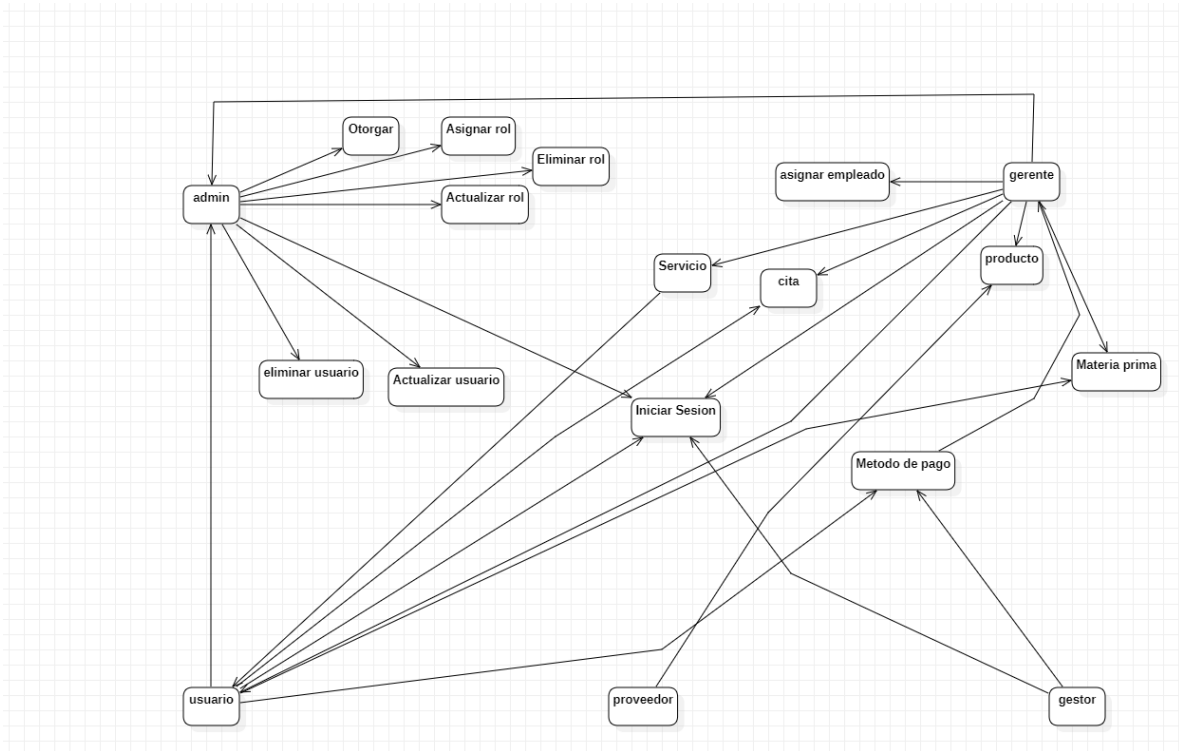 Otorgar
Asignar rol
Eliminar rol
asignar empleado
gerente
admin
Actualizar rol
Servicio
cita
producto
eliminar usuario
Actualizar usuario
Materia prima
Iniciar Sesion
Metodo de pago
usuario
proveedor
gestor